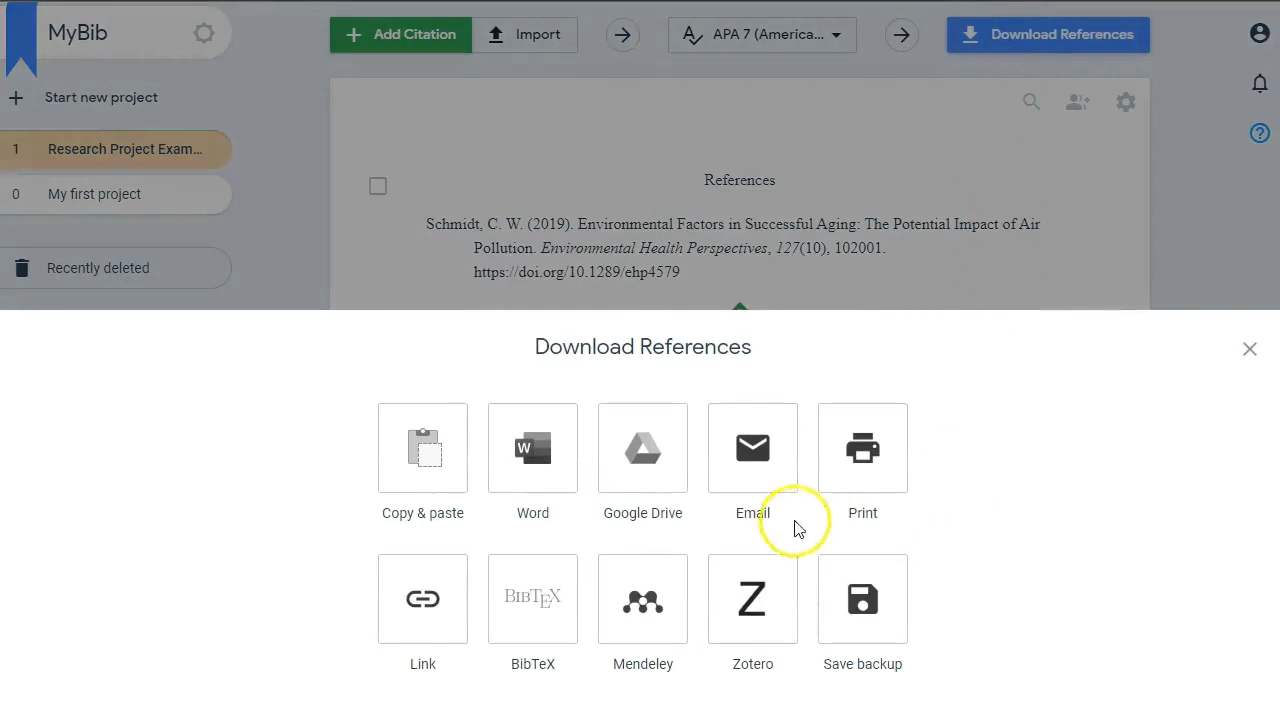 MyBib
Add Citation
Import
APA 7 (America...
Download References
Start new project
1 Research Project Exam...
0 My first project
Recently deleted
References
Schmidt, C. W. (2019). Environmental Factors in Successful Aging: The Potential Impact of Air
Pollution. Environmental Health Perspectives, 127(10), 102001.
https://doi.org/10.1289/ehp4579
Download References
W
Copy & paste Word Google Drive Email Print
BIBTEX Z
Link BibTeX Mendeley Zotero Save backup